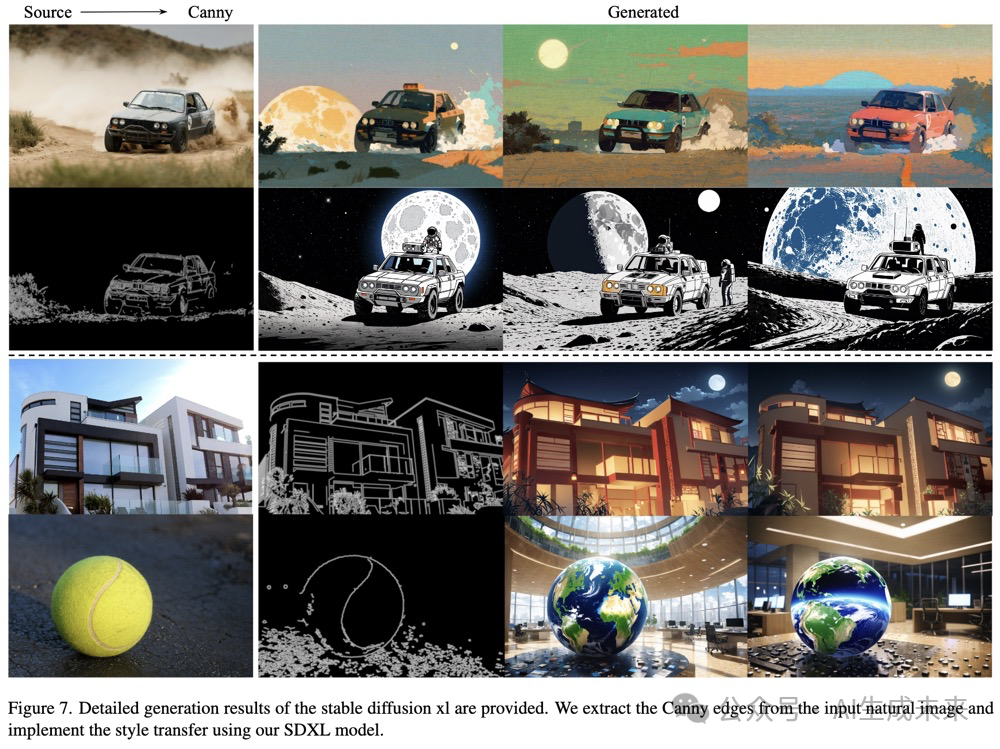 Source → Canny
Generated
Figure 7. Detailed generation results of the stable diffusion xl are provided. We extract the Canny edges from the input natural image and
implement the style transfer using our SDXL model.
公众号 · AI生成未来